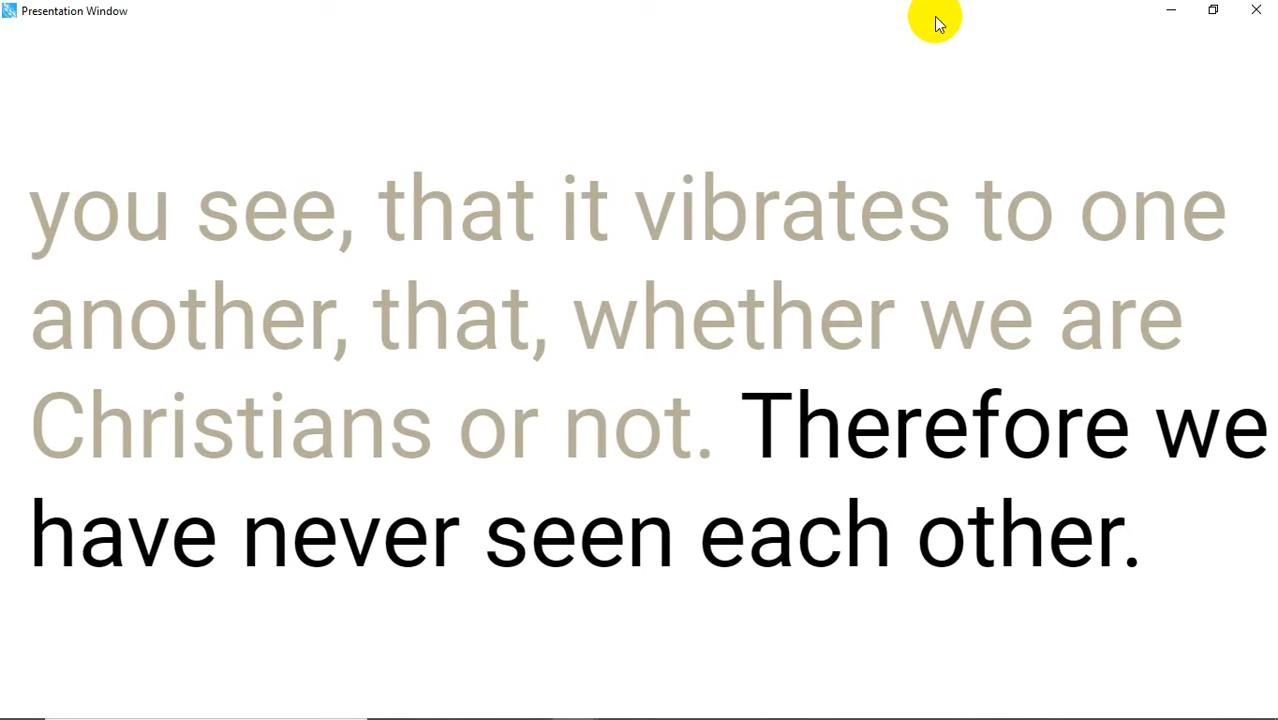 Presentation Window
you see, that it vibrates to one
another, that, whether we are
Christians or not. Therefore we
have never seen each other.